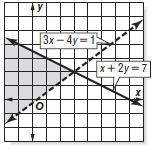 y
3x – 4y = 1
x + 2y = 7
x
O